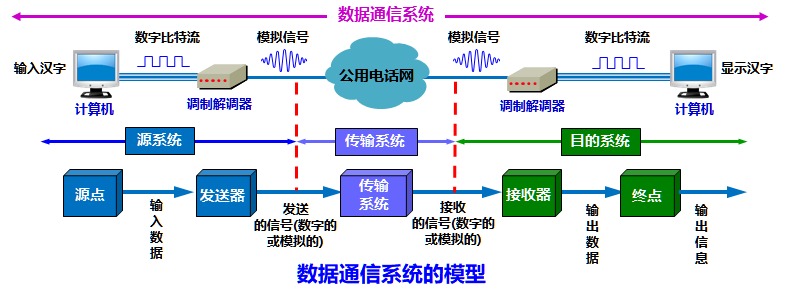 数据通信系统
数字比特流
模拟信号
模拟信号
数字比特流
输入汉字
公用电话网
显示汉字
计算机
调制解调器
调制解调器
计算机
源系统
传输系统
目的系统
源点
发送器
传输
系统
接收器
终点
输
入
数
据
发送
的信号(数字的
或模拟的)
接收
的信号(数字的
或模拟的)
输
出
数
据
输
出
信
息
数据通信系统的模型